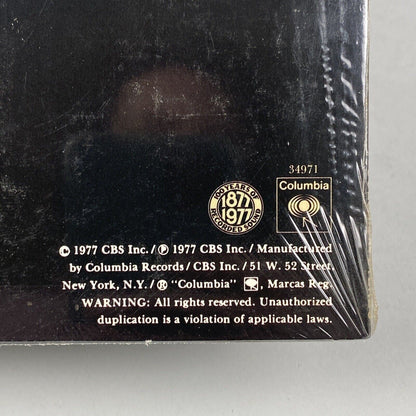 34971
100 YEARS OF
1877
1977
RECORDED SOUND
Columbia
© 1977 CBS Inc. / ℗ 1977 CBS Inc. / Manufactured
by Columbia Records / CBS Inc. / 51 W. 52 Street,
New York, N.Y. / ® "Columbia" , Marcas Reg.
WARNING: All rights reserved. Unauthorized
duplication is a violation of applicable laws.